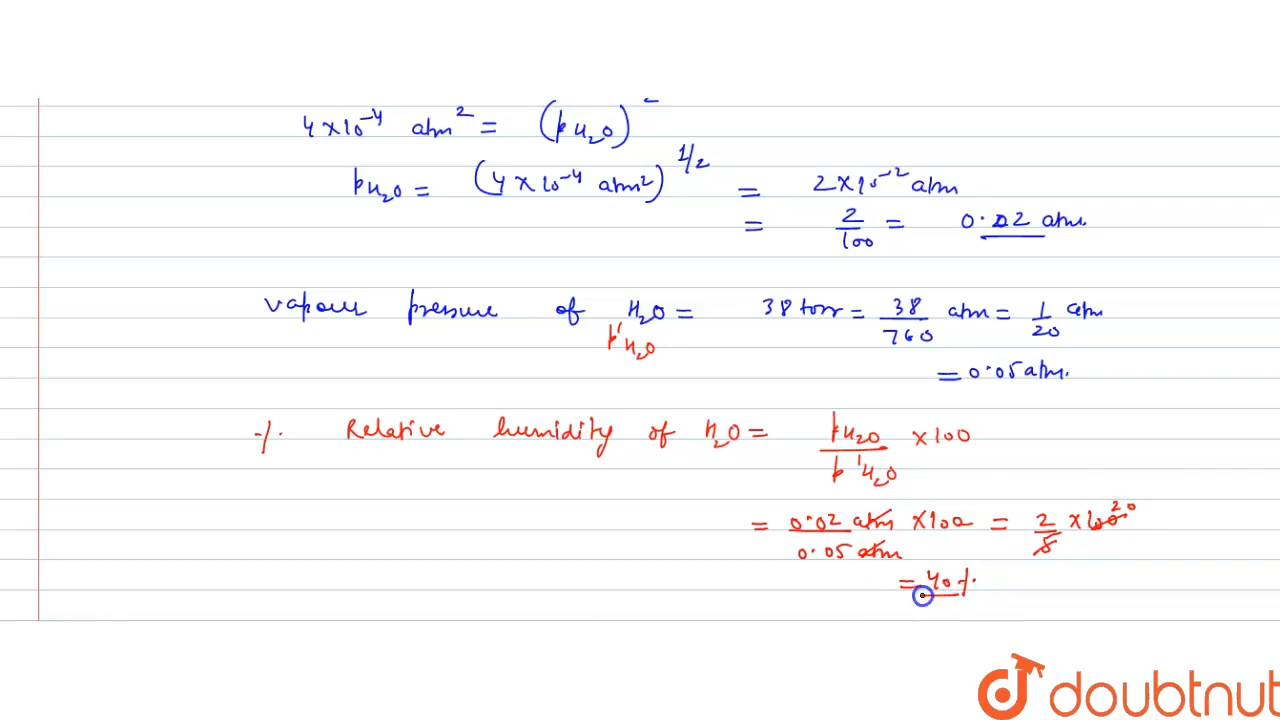 4×10⁻⁴ atm² = (pH₂O)²
pH₂O = (4×10⁻⁴ atm²)^1/2 = 2×10⁻² atm
= 2/100 = 0.02 atm.
vapour pressure of H₂O = 38 torr = 38/760 atm = 1/20 atm
p'H₂O
= 0.05 atm.
% Relative humidity of H₂O = pH₂O/p'H₂O ×100
= 0.02 atm/0.05 atm ×100 = 2/5 ×100 20
= 40%
doubtnut